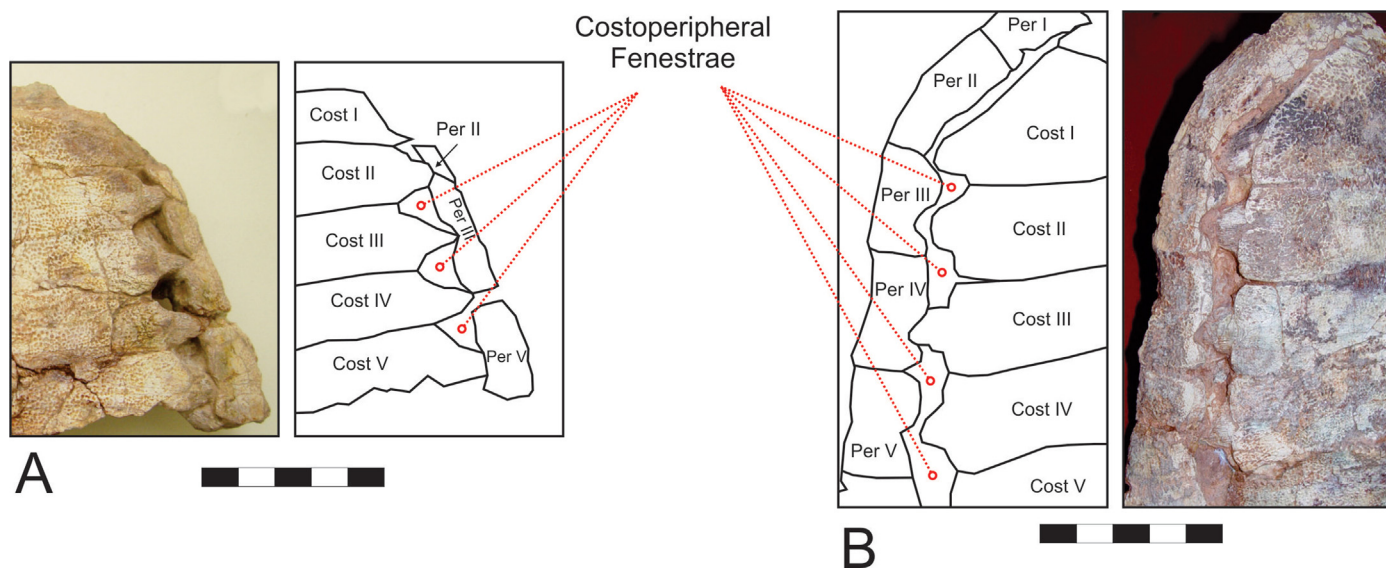 Costoperipheral
Fenestrae
Cost I
Per II
Cost II
Per III
Cost III
Cost IV
Cost V
Per V
A
Per I
Per II
Cost I
Per III
Cost II
Per IV
Cost III
Cost IV
Per V
Cost V
B